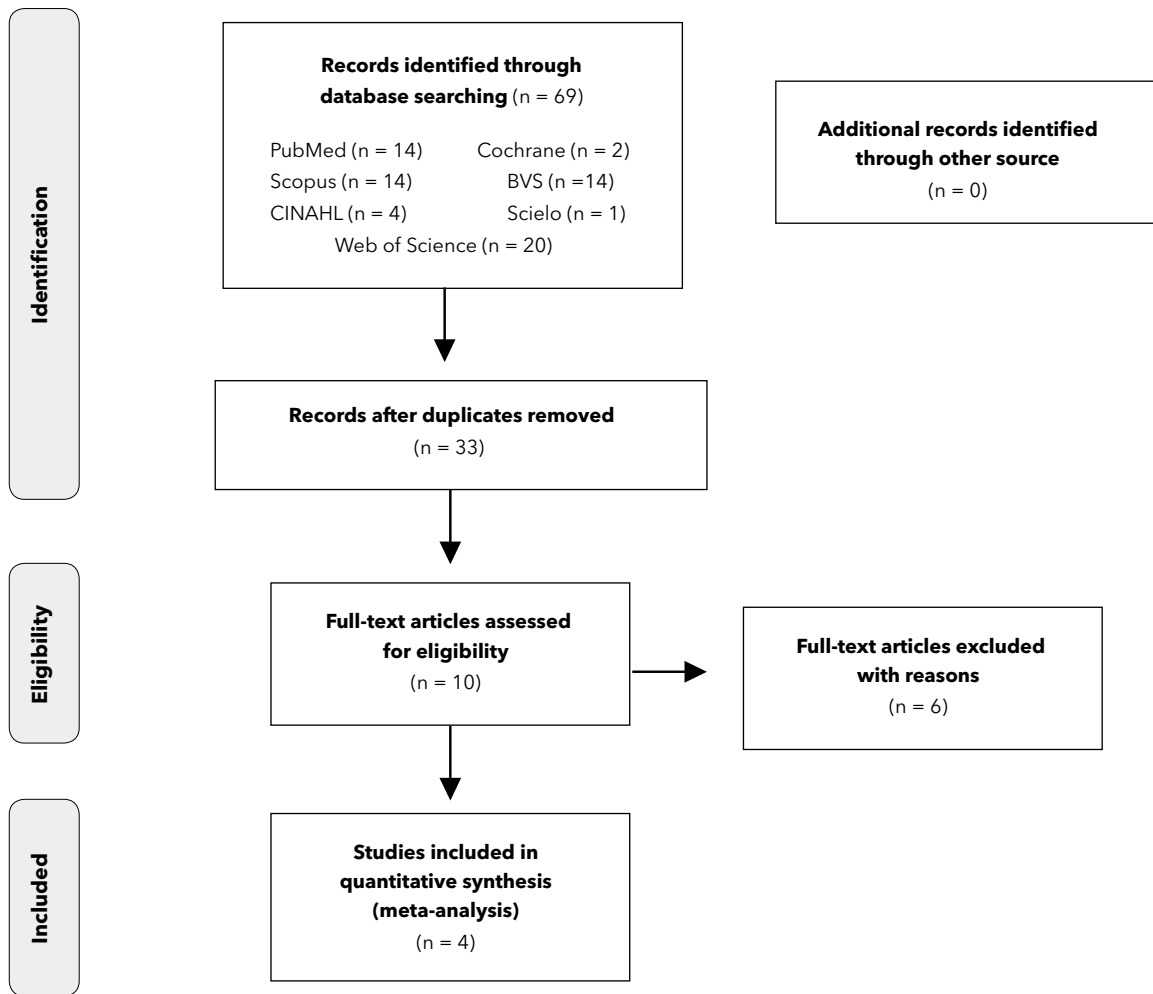 Identification
Records identified through
database searching (n = 69)
PubMed (n = 14) Cochrane (n = 2)
Scopus (n = 14) BVS (n =14)
CINAHL (n = 4) Scielo (n = 1)
Web of Science (n = 20)
Additional records identified
through other source
(n = 0)
Records after duplicates removed
(n = 33)
Eligibility
Full-text articles assessed
for eligibility
(n = 10)
Full-text articles excluded
with reasons
(n = 6)
Included
Studies included in
quantitative synthesis
(meta-analysis)
(n = 4)